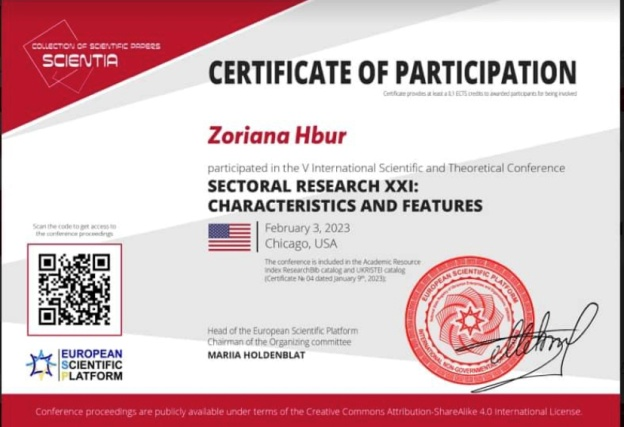 COLLECTION OF SCIENTIFIC PAPERS
SCIENTIA
CERTIFICATE OF PARTICIPATION
Certificate provides at least a 0,1 ECTS credits to awarded participants for being involved
Zoriana Hbur
participated in the V International Scientific and Theoretical Conference
SECTORAL RESEARCH XXI:
CHARACTERISTICS AND FEATURES
February 3, 2023
Chicago, USA
Scan the code to get access to
the conference proceedings
The conference is included in the Academic Resource
Index ResearchBib catalog and UKRISTEI catalog
(Certificate № 04 dated January 9th, 2023);
EUROPEAN SCIENTIFIC PLATFORM
Head of the European Scientific Platform
Chairman of the Organizing committee
MARIIA HOLDENBLAT
EUROPEAN
SCIENTIFIC
PLATFORM
Conference proceedings are publicly available under terms of the Creative Commons Attribution-ShareAlike 4.0 International License.